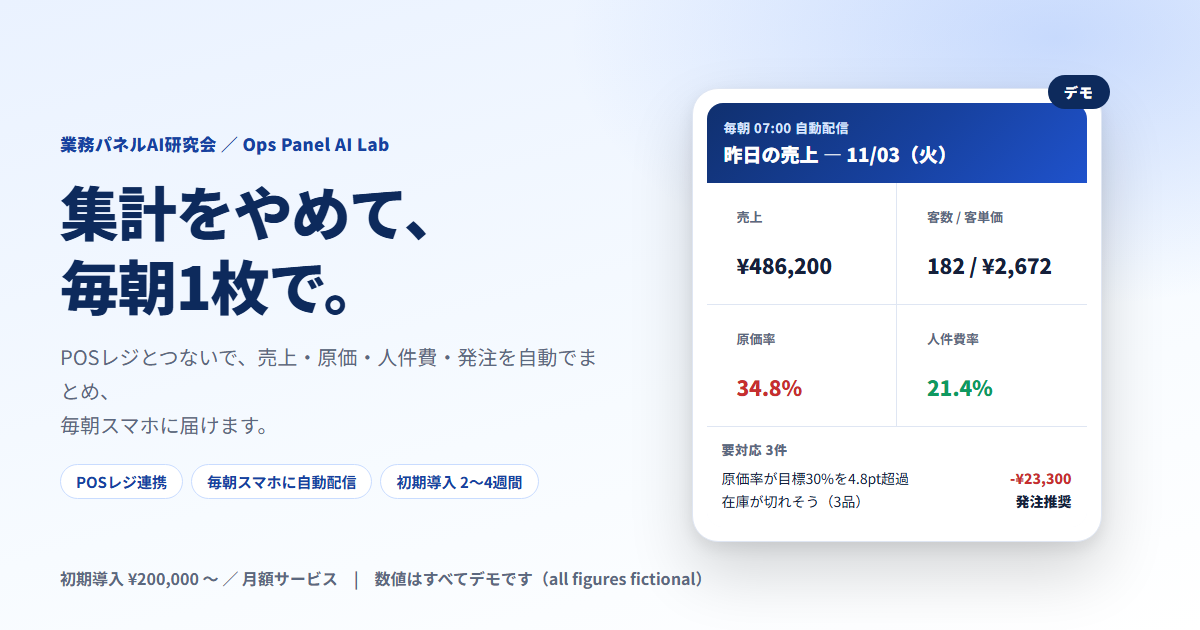 業務パネルAI研究会 ／ Ops Panel AI Lab
集計をやめて、
毎朝1枚で。
POSレジとつないで、売上・原価・人件費・発注を自動でま
とめ、
毎朝スマホに届けます。
POSレジ連携
毎朝スマホに自動配信
初期導入 2〜4週間
初期導入 ¥200,000 〜 ／ 月額サービス ｜ 数値はすべてデモです（all figures fictional）
デモ
毎朝 07:00 自動配信
昨日の売上 — 11/03（火）
売上
¥486,200
客数 / 客単価
182 / ¥2,672
原価率
34.8%
人件費率
21.4%
要対応 3件
原価率が目標30%を4.8pt超過 -¥23,300
在庫が切れそう（3品） 発注推奨